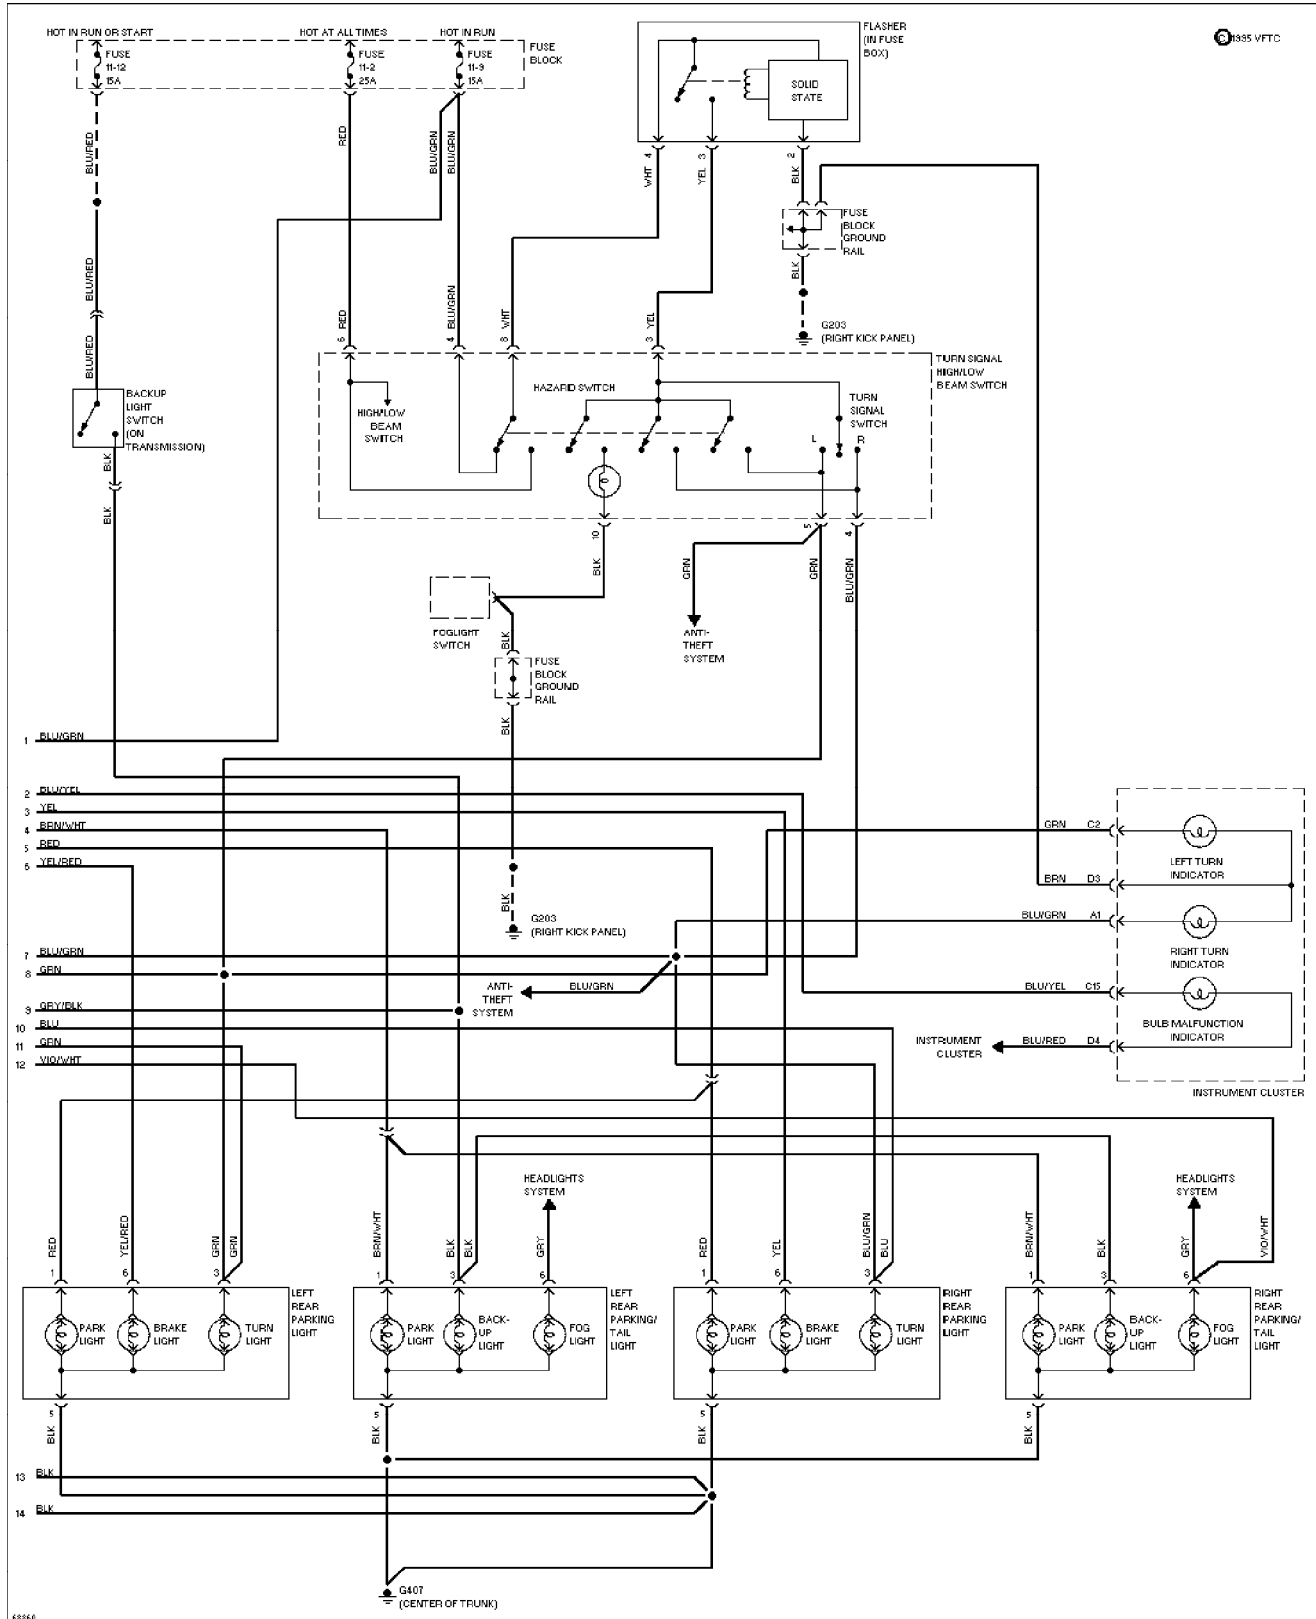 HOT IN RUN OR START
HOT AT ALL TIMES
HOT IN RUN
FUSE
11-12
15A
FUSE
11-2
25A
FUSE
11-9
15A
FUSE
BLOCK
FLASHER
(IN FUSE
BOX)
SOLID
STATE
© 1995 VFTC
BLU/RED
RED
BLU/GRN
BLU/GRN
WHT 4
YEL 3
BLK 2
FUSE
BLOCK
GROUND
RAIL
BLK
G203
(RIGHT KICK PANEL)
BLU/RED
BLU/RED
6 RED
4 BLU/GRN
8 WHT
3 YEL
TURN SIGNAL
HIGH/LOW
BEAM SWITCH
BACKUP
LIGHT
SWITCH
(ON
TRANSMISSION)
HIGH/LOW
BEAM
SWITCH
HAZARD SWITCH
TURN
SIGNAL
SWITCH
L
R
BLK
BLK
10
BLK
5
4
GRN
GRN
BLU/GRN
FOGLIGHT
SWITCH
BLK
ANTI-
THEFT
SYSTEM
FUSE
BLOCK
GROUND
RAIL
BLK
1 BLU/GRN
2 BLU/YEL
3 YEL
4 BRN/WHT
5 RED
6 YEL/RED
BLK
G203
(RIGHT KICK PANEL)
7 BLU/GRN
8 GRN
9 GRY/BLK
10 BLU
11 GRN
12 VIO/WHT
ANTI-
THEFT
SYSTEM
BLU/GRN
GRN C2
LEFT TURN
INDICATOR
BRN D3
BLU/GRN A1
RIGHT TURN
INDICATOR
BLU/YEL C15
BULB MALFUNCTION
INDICATOR
INSTRUMENT
CLUSTER
BLU/RED D4
INSTRUMENT CLUSTER
HEADLIGHTS
SYSTEM
HEADLIGHTS
SYSTEM
RED
YEL/RED
GRN
GRN
BRN/WHT
BLK
BLK
GRY
RED
YEL
BLU/GRN
BLU
BRN/WHT
BLK
GRY
VIO/WHT
1 6 3
1 3 6
1 6 3
1 3 6
PARK
LIGHT
BRAKE
LIGHT
TURN
LIGHT
LEFT
REAR
PARKING
LIGHT
PARK
LIGHT
BACK-
UP
LIGHT
FOG
LIGHT
LEFT
REAR
PARKING/
TAIL
LIGHT
PARK
LIGHT
BRAKE
LIGHT
TURN
LIGHT
RIGHT
REAR
PARKING
LIGHT
PARK
LIGHT
BACK-
UP
LIGHT
FOG
LIGHT
RIGHT
REAR
PARKING/
TAIL
LIGHT
5
BLK
5
BLK
5
BLK
5
BLK
13 BLK
14 BLK
G407
(CENTER OF TRUNK)